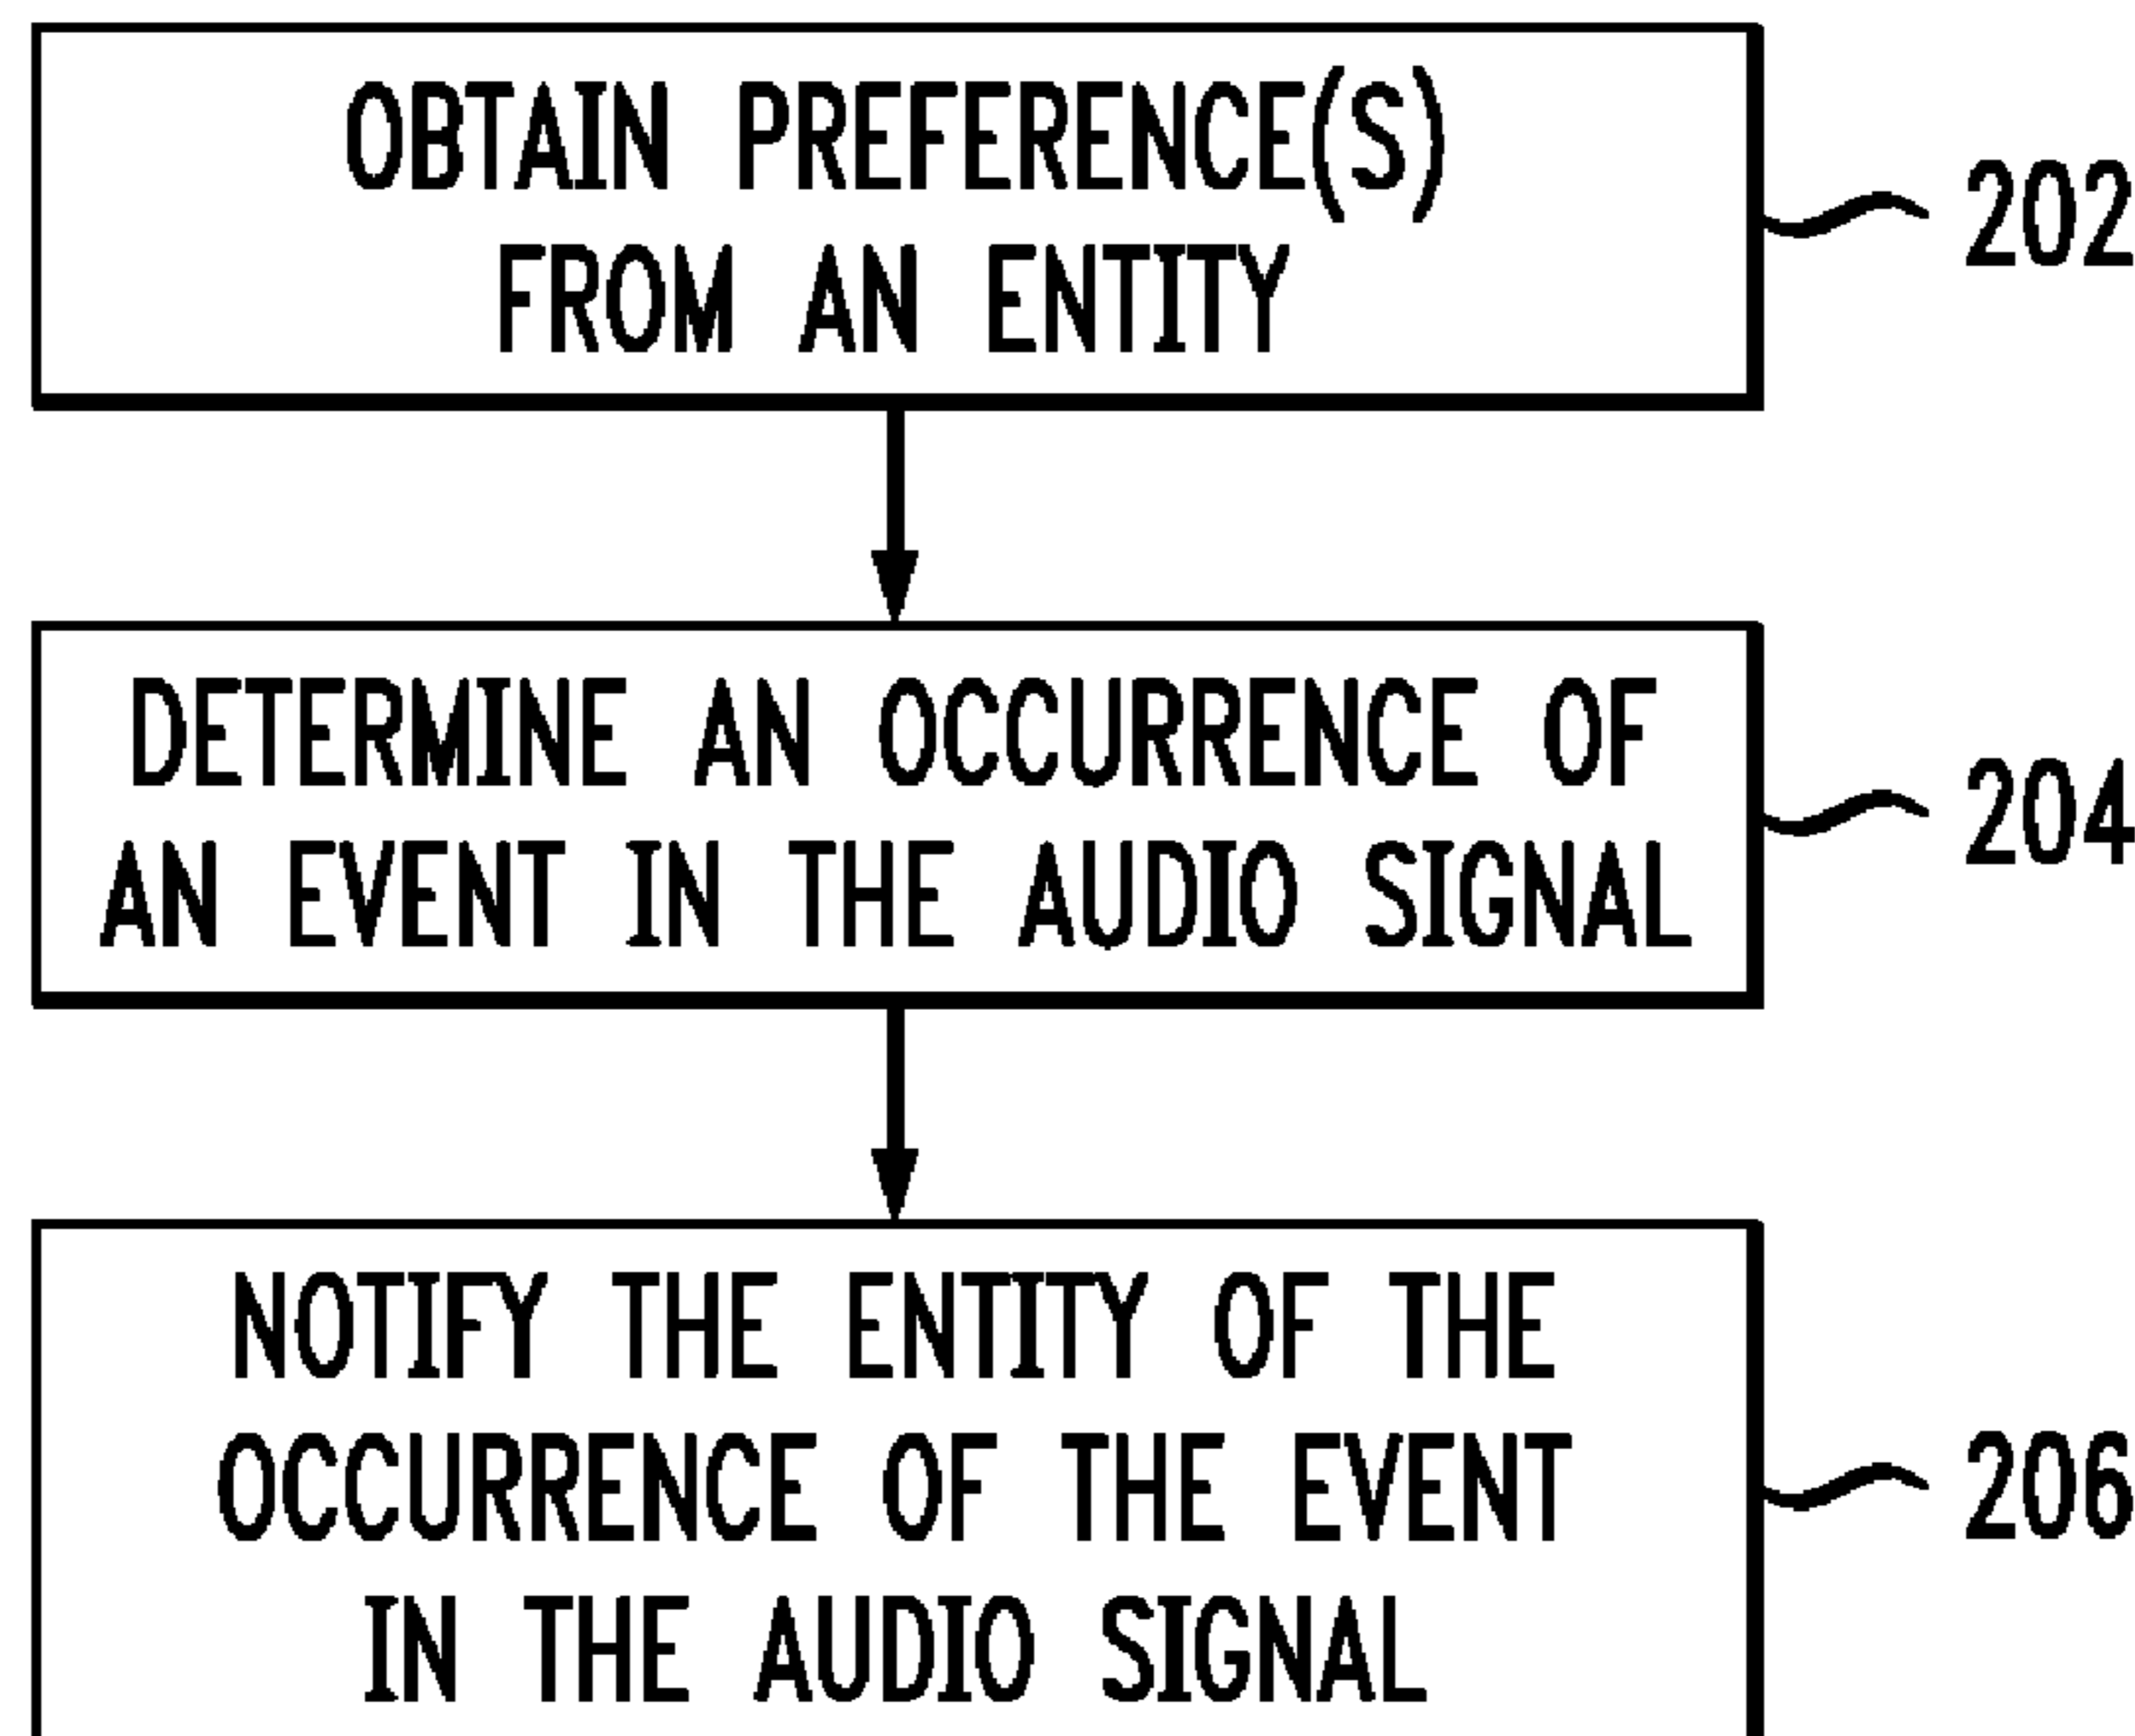 OBTAIN PREFERENCE(S)
FROM AN ENTITY
202
DETERMINE AN OCCURRENCE OF
AN EVENT IN THE AUDIO SIGNAL
204
NOTIFY THE ENTITY OF THE
OCCURRENCE OF THE EVENT
IN THE AUDIO SIGNAL
206